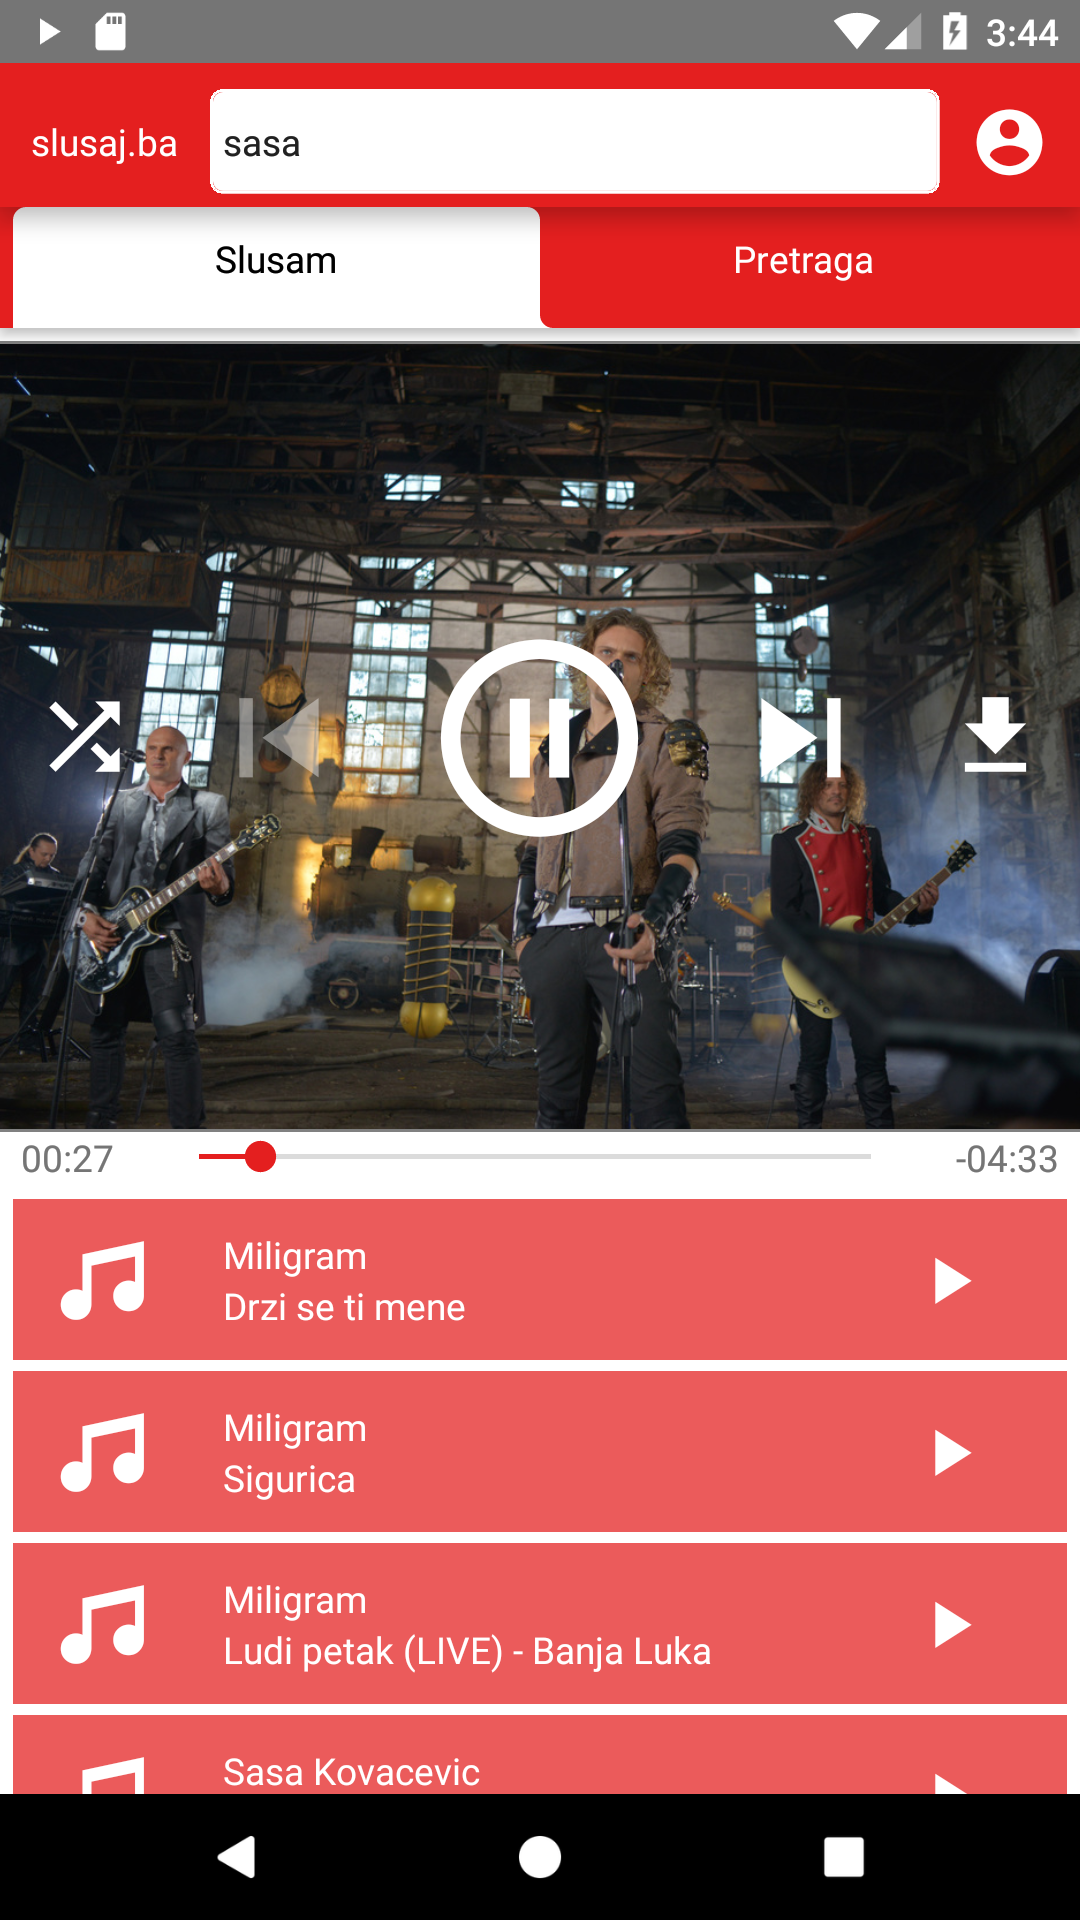 3:44
slusaj.ba
sasa
Slusam
Pretraga
00:27
-04:33
Miligram
Drzi se ti mene
Miligram
Sigurica
Miligram
Ludi petak (LIVE) - Banja Luka
Sasa Kovacevic